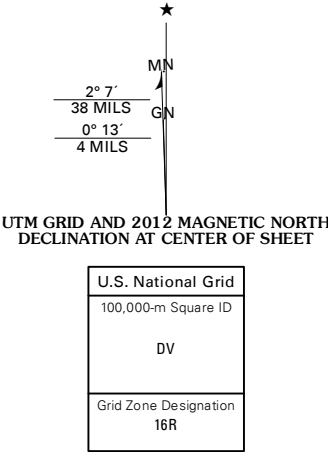 ★
MN
2° 7´
38 MILS
GN
0° 13´
4 MILS
UTM GRID AND 2012 MAGNETIC NORTH
DECLINATION AT CENTER OF SHEET
U.S. National Grid
100,000-m Square ID
DV
Grid Zone Designation
16R